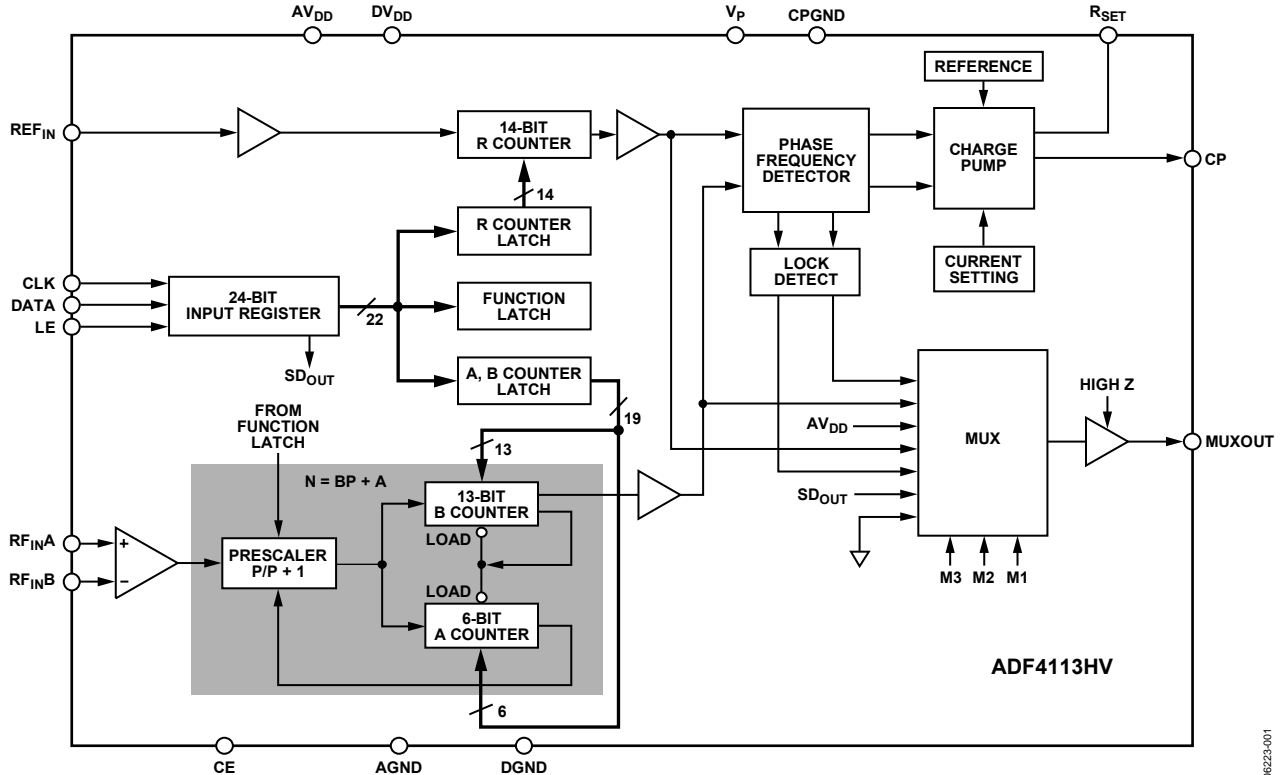 AVDD
DVDD
VP
CPGND
RSET
REFERENCE
REFIN
14-BIT
R COUNTER
PHASE
FREQUENCY
DETECTOR
CHARGE
PUMP
CP
14
R COUNTER
LATCH
CLK
DATA
LE
24-BIT
INPUT REGISTER
22
FUNCTION
LATCH
LOCK
DETECT
CURRENT
SETTING
SDOUT
A, B COUNTER
LATCH
19
FROM
FUNCTION
LATCH
13
N = BP + A
13-BIT
B COUNTER
AVDD
MUX
HIGH Z
MUXOUT
SDOUT
RFINA
RFINB
+
–
PRESCALER
P/P + 1
LOAD
LOAD
6-BIT
A COUNTER
6
M3 M2 M1
ADF4113HV
CE
AGND
DGND
06223-001